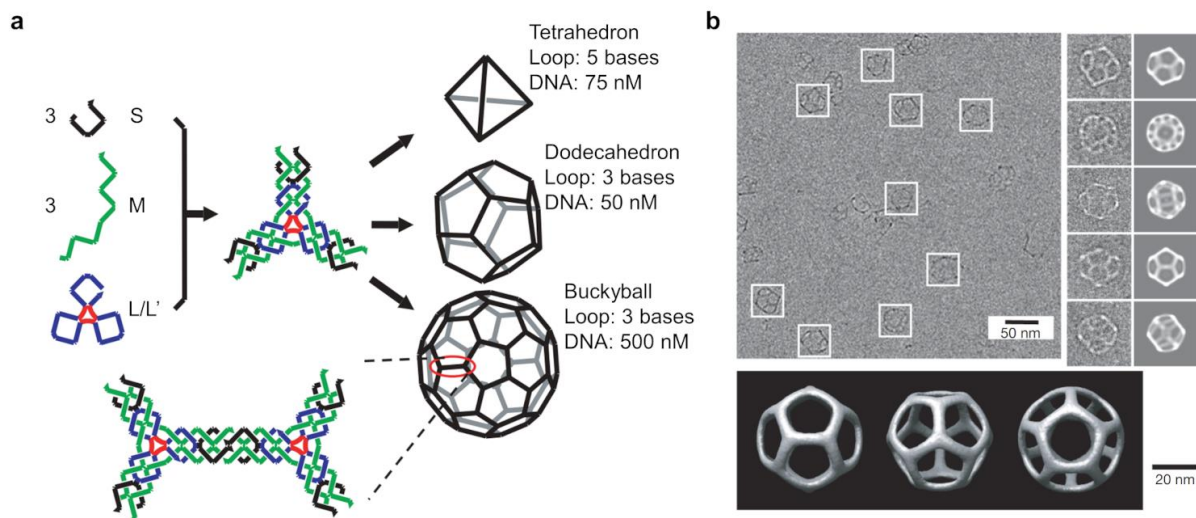 a
Tetrahedron
Loop: 5 bases
DNA: 75 nM
3 S
3 M
L/L'
Dodecahedron
Loop: 3 bases
DNA: 50 nM
Buckyball
Loop: 3 bases
DNA: 500 nM
b
50 nm
20 nm